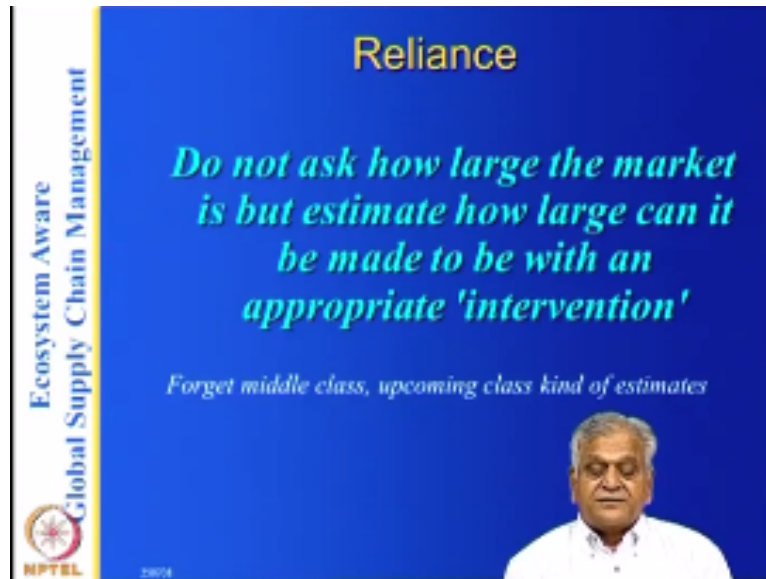 Reliance
Do not ask how large the market
is but estimate how large can it
be made to be with an
appropriate 'intervention'
Forget middle class, upcoming class kind of estimates
Ecosystem Aware
Global Supply Chain Management
NPTEL